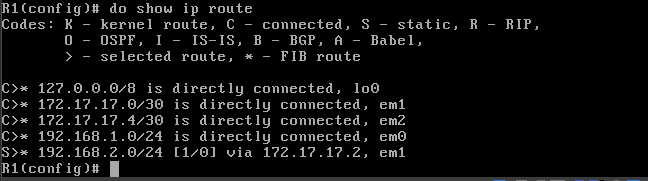 R1(config)# do show ip route
Codes: K - kernel route, C - connected, S - static, R - RIP,
       O - OSPF, I - IS-IS, B - BGP, A - Babel,
       > - selected route, * - FIB route

C>* 127.0.0.0/8 is directly connected, lo0
C>* 172.17.17.0/30 is directly connected, em1
C>* 172.17.17.4/30 is directly connected, em2
C>* 192.168.1.0/24 is directly connected, em0
S>* 192.168.2.0/24 [1/0] via 172.17.17.2, em1
R1(config)#